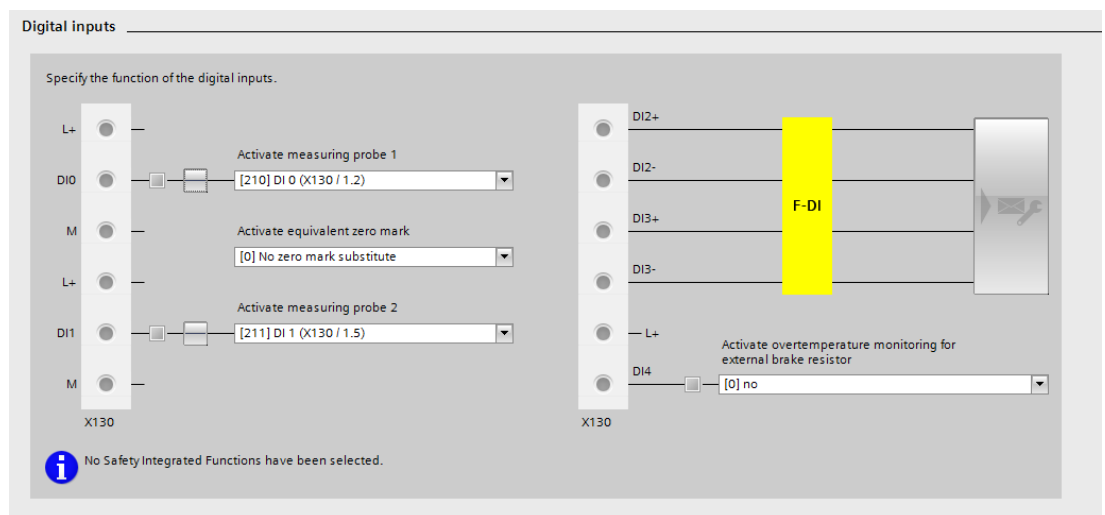 Digital inputs
Specify the function of the digital inputs.
L+
Activate measuring probe 1
DI0
[210] DI 0 (X130 / 1.2)
M
Activate equivalent zero mark
[0] No zero mark substitute
L+
Activate measuring probe 2
DI1
[211] DI 1 (X130 / 1.5)
M
X130
DI2+
DI2-
F-DI
DI3+
DI3-
L+
Activate overtemperature monitoring for
external brake resistor
DI4
[0] no
X130
No Safety Integrated Functions have been selected.